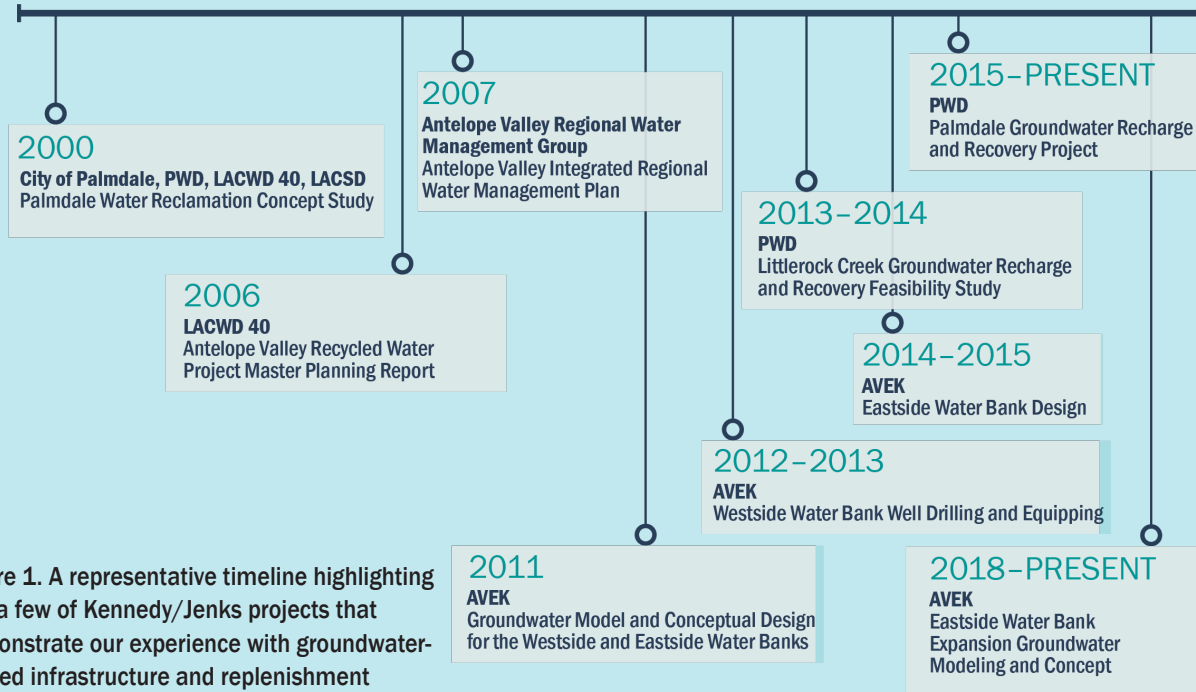 2000
City of Palmdale, PWD, LACWD 40, LACSD
Palmdale Water Reclamation Concept Study
2006
LACWD 40
Antelope Valley Recycled Water
Project Master Planning Report
2007
Antelope Valley Regional Water
Management Group
Antelope Valley Integrated Regional
Water Management Plan
2011
AVEK
Groundwater Model and Conceptual Design
for the Westside and Eastside Water Banks
2012–2013
AVEK
Westside Water Bank Well Drilling and Equipping
2013–2014
PWD
Littlerock Creek Groundwater Recharge
and Recovery Feasibility Study
2014–2015
AVEK
Eastside Water Bank Design
2015–PRESENT
PWD
Palmdale Groundwater Recharge
and Recovery Project
2018–PRESENT
AVEK
Eastside Water Bank
Expansion Groundwater
Modeling and Concept
1. A representative timeline highlighting
a few of Kennedy/Jenks projects that
our experience with groundwater-
infrastructure and replenishment